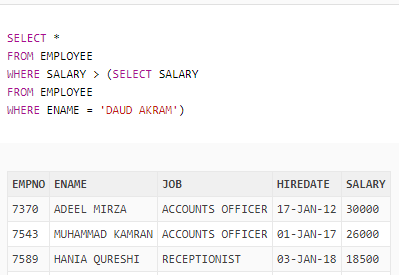 SELECT *
FROM EMPLOYEE
WHERE SALARY > (SELECT SALARY
FROM EMPLOYEE
WHERE ENAME = 'DAUD AKRAM')
EMPNO ENAME JOB HIREDATE SALARY
7370 ADEEL MIRZA ACCOUNTS OFFICER 17-JAN-12 30000
7543 MUHAMMAD KAMRAN ACCOUNTS OFFICER 01-JAN-17 26000
7589 HANIA QURESHI RECEPTIONIST 03-JAN-18 18500